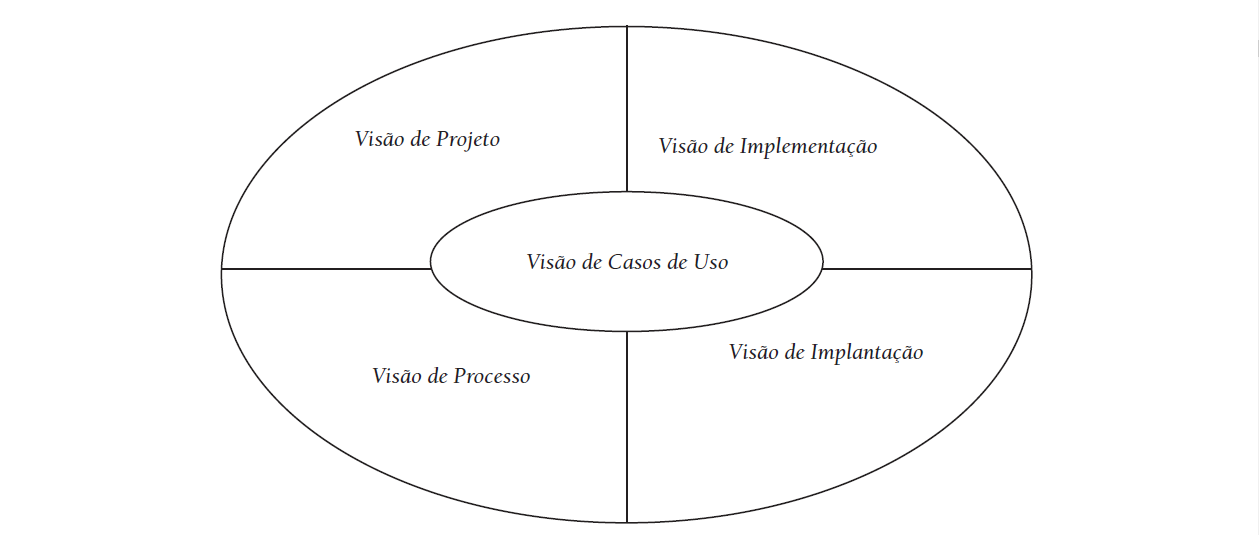 Visão de Projeto
Visão de Implementação
Visão de Casos de Uso
Visão de Processo
Visão de Implantação